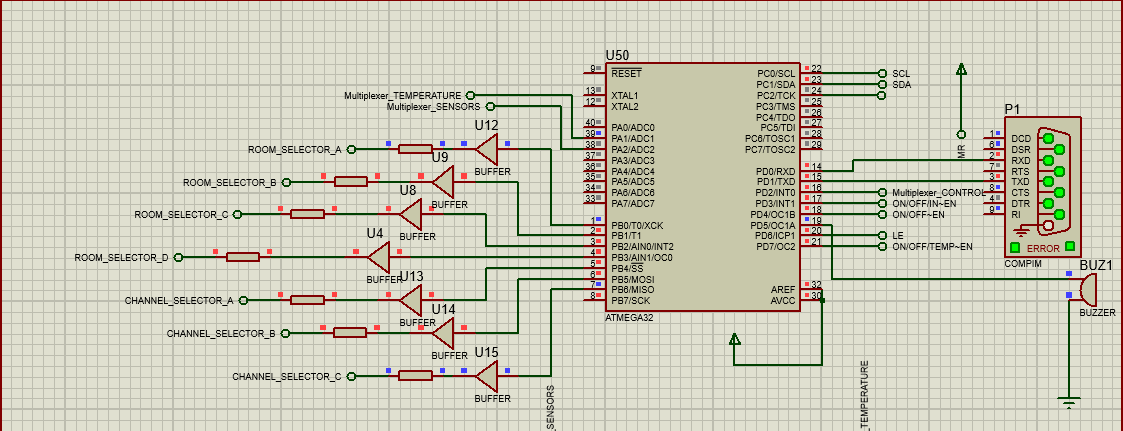 U50
9 RESET
13 XTAL1
12 XTAL2
40 PA0/ADC0
39 PA1/ADC1
38 PA2/ADC2
37 PA3/ADC3
36 PA4/ADC4
35 PA5/ADC5
34 PA6/ADC6
33 PA7/ADC7
1 PB0/T0/XCK
2 PB1/T1
3 PB2/AIN0/INT2
4 PB3/AIN1/OC0
5 PB4/SS
6 PB5/MOSI
7 PB6/MISO
8 PB7/SCK
PC0/SCL 22
PC1/SDA 23
PC2/TCK 24
PC3/TMS 25
PC4/TDO 26
PC5/TDI 27
PC6/TOSC1 28
PC7/TOSC2 29
PD0/RXD 14
PD1/TXD 15
PD2/INT0 16
PD3/INT1 17
PD4/OC1B 18
PD5/OC1A 19
PD6/ICP1 20
PD7/OC2 21
AREF 32
AVCC 30
ATMEGA32
Multiplexer_TEMPERATURE
Multiplexer_SENSORS
ROOM_SELECTOR_A
U12
BUFFER
ROOM_SELECTOR_B
U9
BUFFER
ROOM_SELECTOR_C
U8
BUFFER
ROOM_SELECTOR_D
U4
BUFFER
CHANNEL_SELECTOR_A
U13
BUFFER
CHANNEL_SELECTOR_B
U14
BUFFER
CHANNEL_SELECTOR_C
U15
BUFFER
_SENSORS
_TEMPERATURE
SCL
SDA
Multiplexer_CONTROL
ON/OFF/IN~EN
ON/OFF~EN
LE
ON/OFF/TEMP~EN
MR
P1
1 DCD
6 DSR
2 RXD
7 RTS
3 TXD
8 CTS
4 DTR
9 RI
ERROR
COMPIM
BUZ1
BUZZER